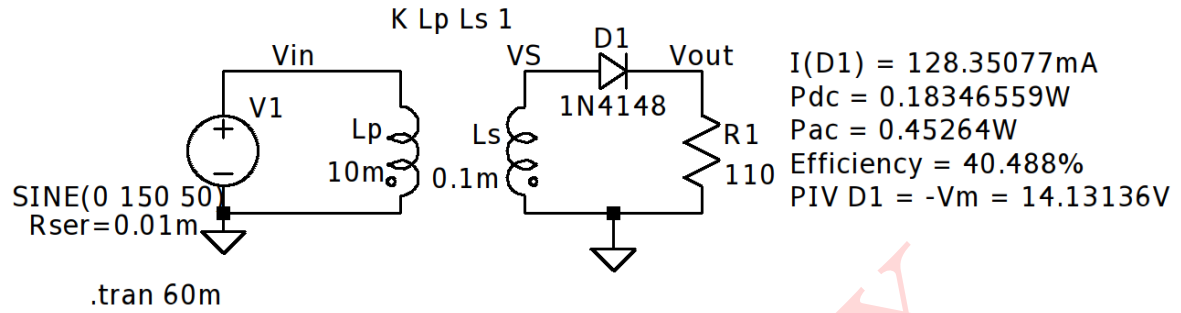 K Lp Ls 1
Vin
VS
D1
Vout
V1
1N4148
Lp
10m
Ls
0.1m
R1
110
SINE(0 150 50)
Rser=0.01m
.tran 60m
I(D1) = 128.35077mA
Pdc = 0.18346559W
Pac = 0.45264W
Efficiency = 40.488%
PIV D1 = -Vm = 14.13136V